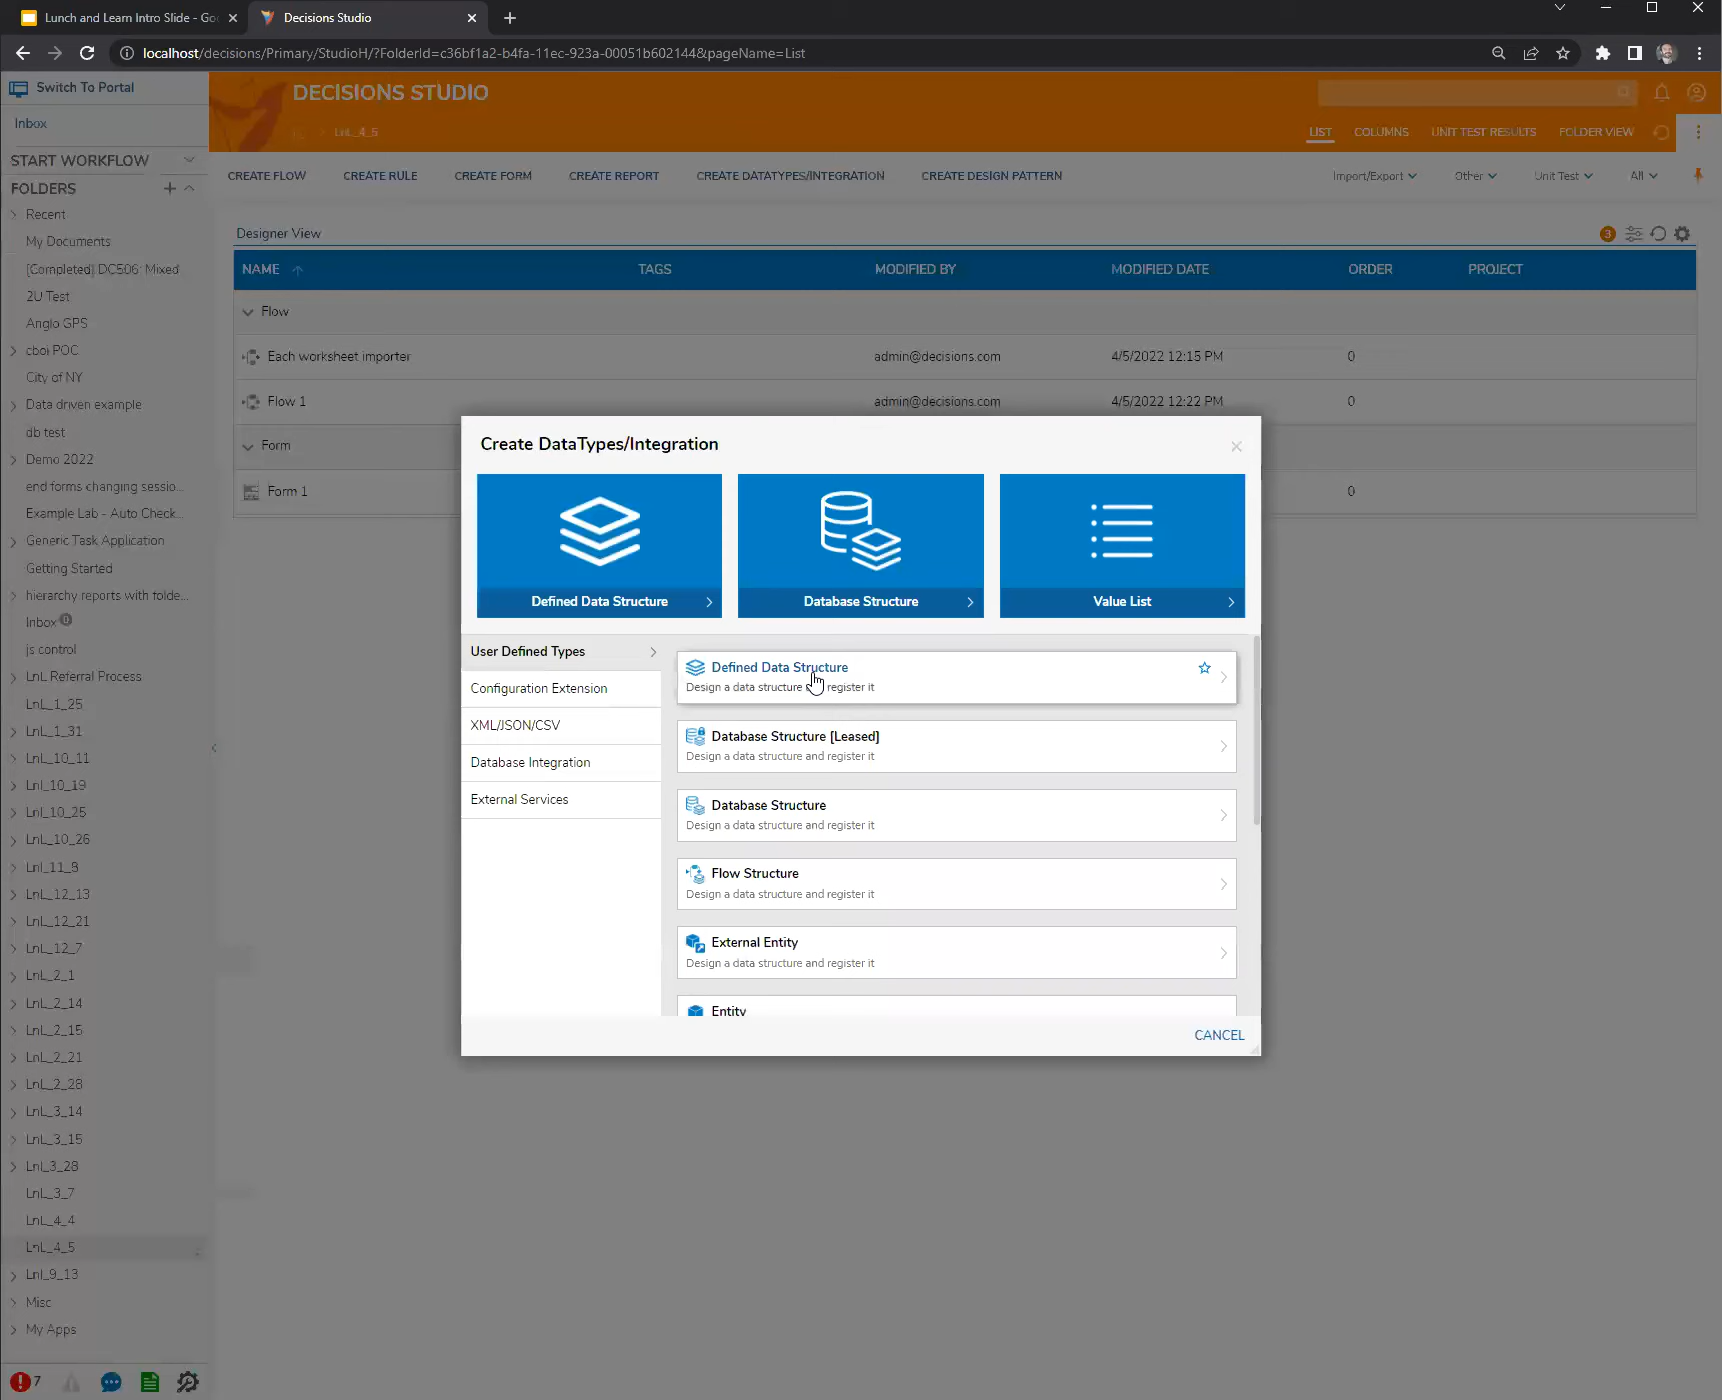 Lunch and Learn Intro Slide - Goo
Decisions Studio
localhost/decisions/Primary/StudioH/?FolderId=c36bf1a2-b4fa-11ec-923a-00051b602144&pageName=List
Switch To Portal
DECISIONS STUDIO
Inbox
LnL_4_5
LIST
COLUMNS
UNIT TEST RESULTS
FOLDER VIEW
START WORKFLOW
FOLDERS
CREATE FLOW
CREATE RULE
CREATE FORM
CREATE REPORT
CREATE DATATYPES/INTEGRATION
CREATE DESIGN PATTERN
Import/Export
Other
Unit Test
All
Recent
My Documents
[Completed] DC506: Mixed
2U Test
Anglo GPS
cboi POC
City of NY
Data driven example
db test
Demo 2022
end forms changing sessio...
Example Lab - Auto Check...
Generic Task Application
Getting Started
hierarchy reports with folde...
Inbox 0
js control
LnL Referral Process
LnL_1_25
LnL_1_31
LnL_10_11
LnL_10_19
LnL_10_25
LnL_10_26
Lnl_11_8
LnL_12_13
LnL_12_21
LnL_12_7
LnL_2_1
LnL_2_14
LnL_2_15
LnL_2_21
LnL_2_28
LnL_3_14
LnL_3_15
LnL_3_28
LnL_3_7
LnL_4_4
LnL_4_5
Lnl_9_13
Misc
My Apps
7
Designer View
3
NAME
TAGS
MODIFIED BY
MODIFIED DATE
ORDER
PROJECT
Flow
Each worksheet importer
admin@decisions.com
4/5/2022 12:15 PM
0
Flow 1
admin@decisions.com
4/5/2022 12:22 PM
0
Form
Form 1
0
Create DataTypes/Integration
Defined Data Structure
Database Structure
Value List
User Defined Types
Configuration Extension
XML/JSON/CSV
Database Integration
External Services
Defined Data Structure
Design a data structure register it
Database Structure [Leased]
Design a data structure and register it
Database Structure
Design a data structure and register it
Flow Structure
Design a data structure and register it
External Entity
Design a data structure and register it
Entity
CANCEL